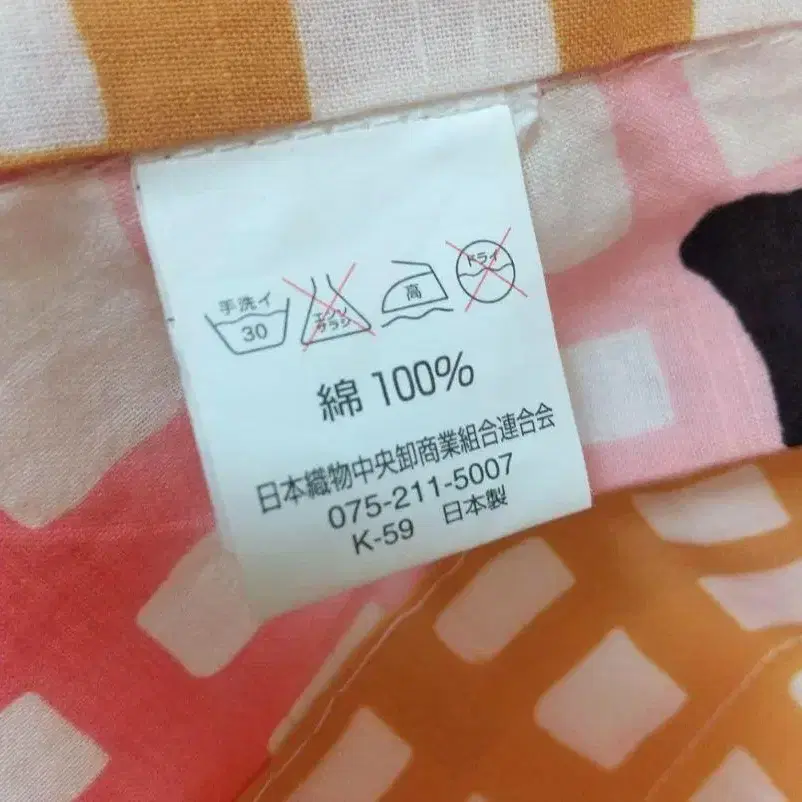 手洗イ
30
エンソ
サラシ
高
ドライ
綿 100%
日本織物中央卸商業組合連合会
075-211-5007
K-59 日本製